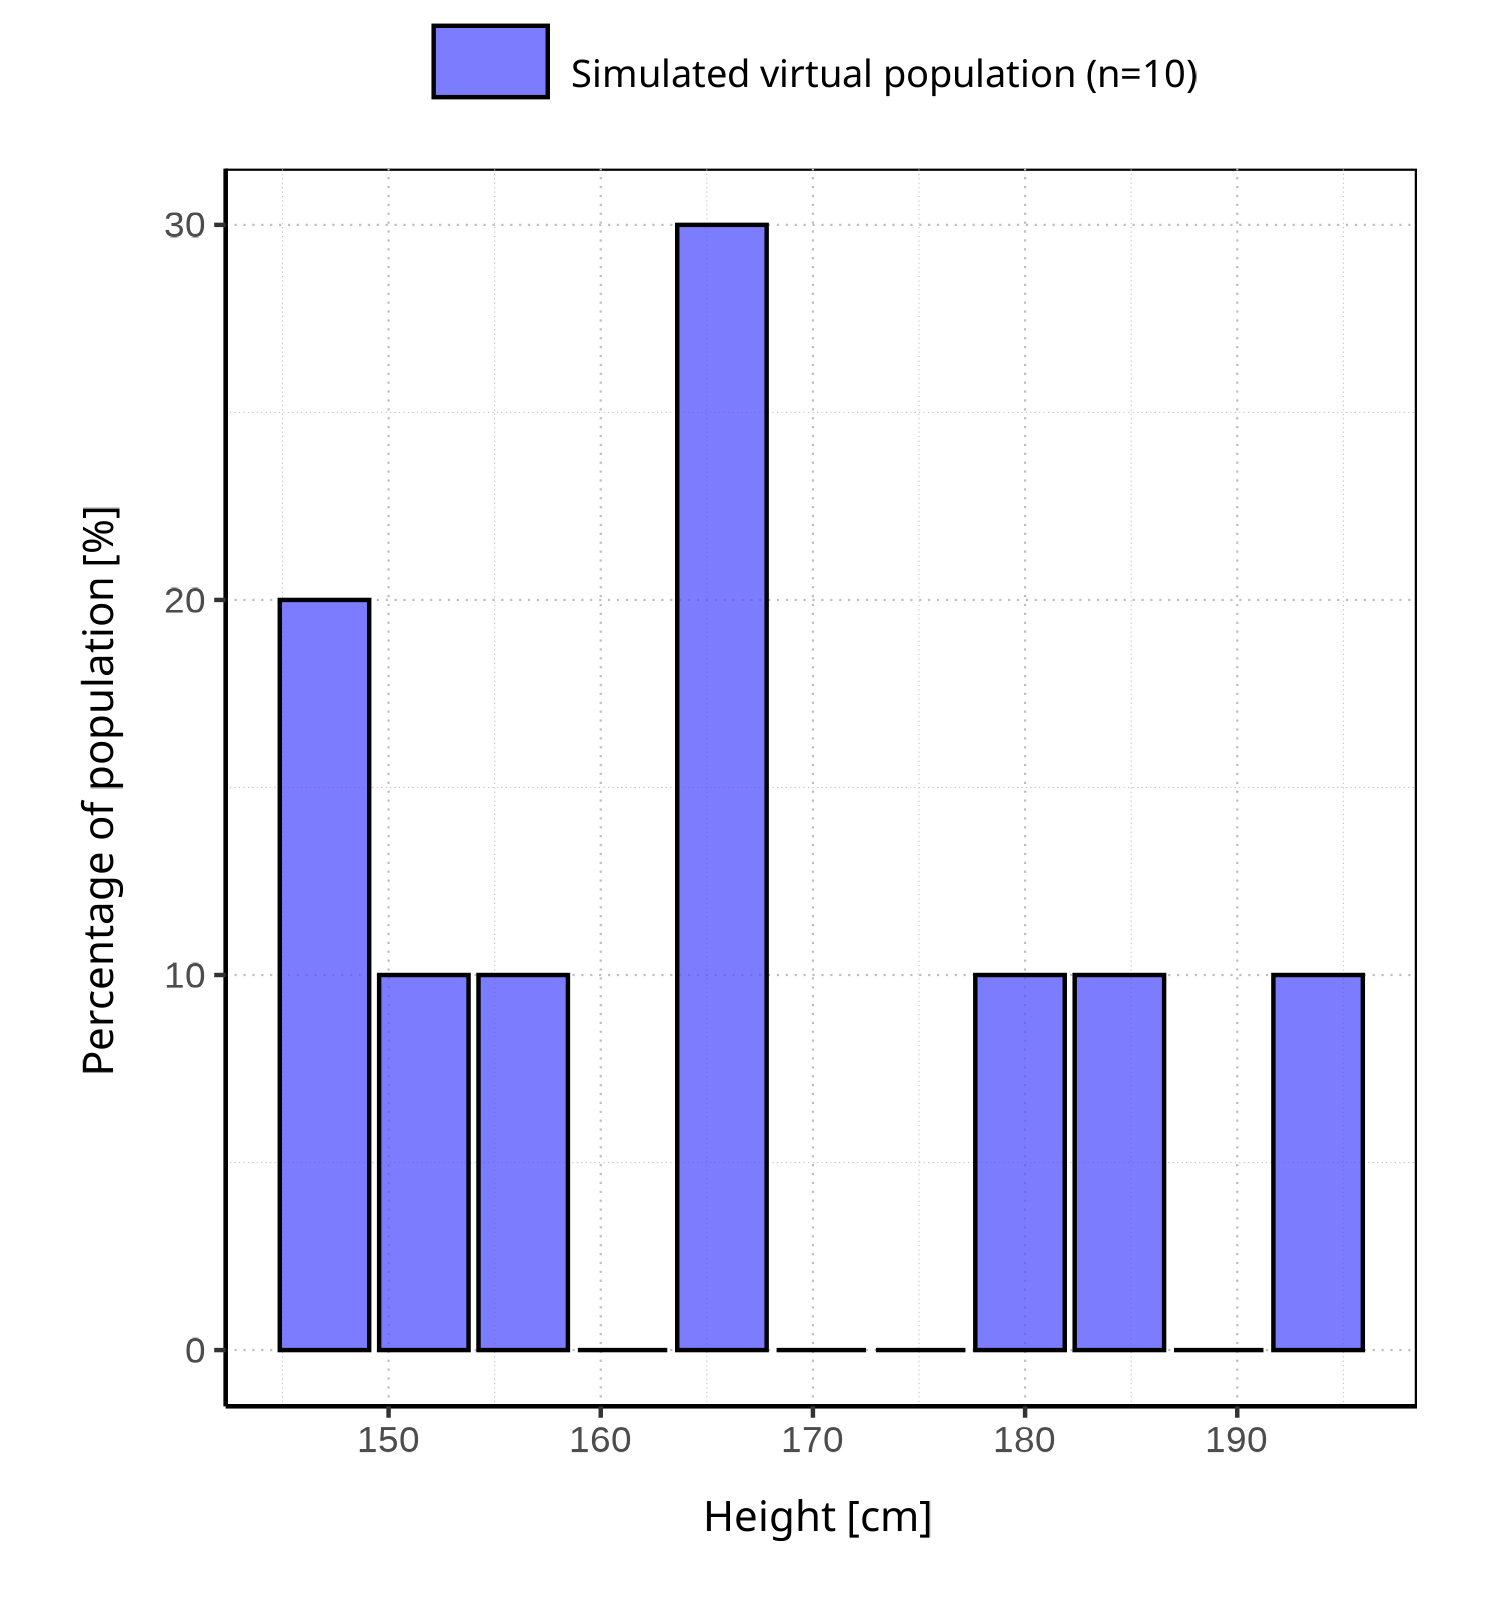 Simulated virtual population (n=10)
30
20
10
0
Percentage of population [%]
150 160 170 180 190
Height [cm]